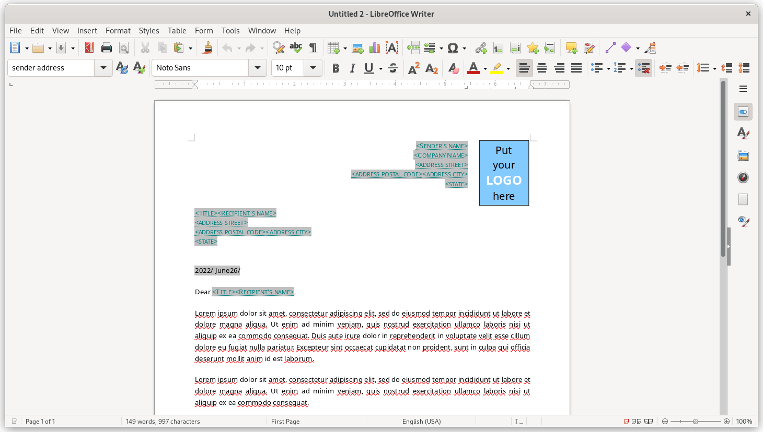 Untitled 2 - LibreOffice Writer
File Edit View Insert Format Styles Table Form Tools Window Help
sender address Noto Sans 10 pt
<SENDER'S NAME>
<COMPANY NAME>
<ADDRESS STREET>
<ADDRESS POSTAL CODE><ADDRESS CITY>
<STATE>
Put
your
LOGO
here
<TITLE><RECIPIENT'S NAME>
<ADDRESS STREET>
<ADDRESS POSTAL CODE><ADDRESS CITY>
<STATE>
2022/ June26/
Dear <TITLE><RECIPIENT'S NAME>
Lorem ipsum dolor sit amet, consectetur adipiscing elit, sed do eiusmod tempor incididunt ut labore et
dolore magna aliqua. Ut enim ad minim veniam, quis nostrud exercitation ullamco laboris nisi ut
aliquip ex ea commodo consequat. Duis aute irure dolor in reprehenderit in voluptate velit esse cillum
dolore eu fugiat nulla pariatur. Excepteur sint occaecat cupidatat non proident, sunt in culpa qui officia
deserunt mollit anim id est laborum.
Lorem ipsum dolor sit amet, consectetur adipiscing elit, sed do eiusmod tempor incididunt ut labore et
dolore magna aliqua. Ut enim ad minim veniam, quis nostrud exercitation ullamco laboris nisi ut
aliquip ex ea commodo consequat.
Page 1 of 1 149 words, 997 characters First Page English (USA) 100%